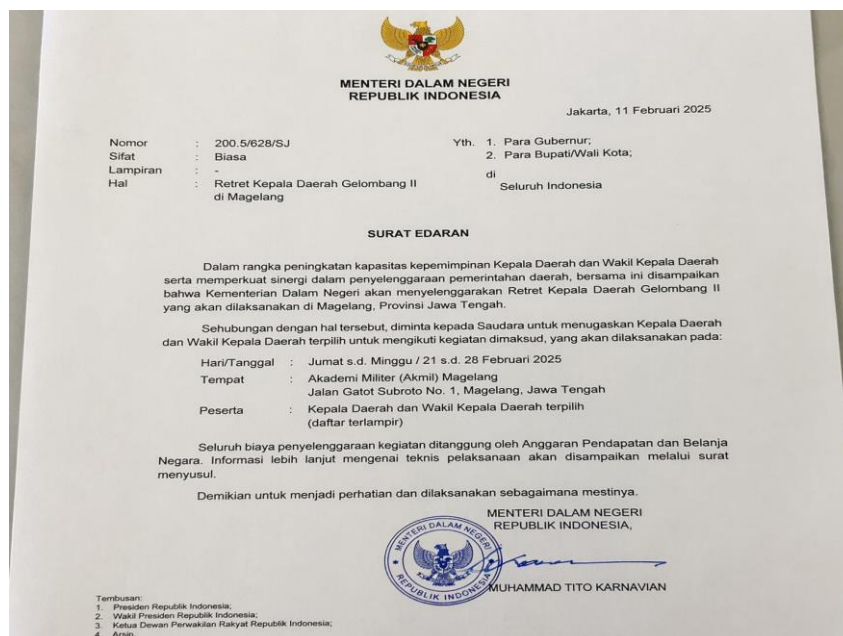 MENTERI DALAM NEGERI
REPUBLIK INDONESIA
Jakarta, 11 Februari 2025
Nomor : 200.5/628/SJ
Sifat : Biasa
Lampiran : -
Hal : Retret Kepala Daerah Gelombang II
di Magelang
Yth. 1. Para Gubernur;
2. Para Bupati/Wali Kota;
di
Seluruh Indonesia
SURAT EDARAN
Dalam rangka peningkatan kapasitas kepemimpinan Kepala Daerah dan Wakil Kepala Daerah
serta memperkuat sinergi dalam penyelenggaraan pemerintahan daerah, bersama ini disampaikan
bahwa Kementerian Dalam Negeri akan menyelenggarakan Retret Kepala Daerah Gelombang II
yang akan dilaksanakan di Magelang, Provinsi Jawa Tengah.
Sehubungan dengan hal tersebut, diminta kepada Saudara untuk menugaskan Kepala Daerah
dan Wakil Kepala Daerah terpilih untuk mengikuti kegiatan dimaksud, yang akan dilaksanakan pada:
Hari/Tanggal : Jumat s.d. Minggu / 21 s.d. 28 Februari 2025
Tempat : Akademi Militer (Akmil) Magelang
Jalan Gatot Subroto No. 1, Magelang, Jawa Tengah
Peserta : Kepala Daerah dan Wakil Kepala Daerah terpilih
(daftar terlampir)
Seluruh biaya penyelenggaraan kegiatan ditanggung oleh Anggaran Pendapatan dan Belanja
Negara. Informasi lebih lanjut mengenai teknis pelaksanaan akan disampaikan melalui surat
menyusul.
Demikian untuk menjadi perhatian dan dilaksanakan sebagaimana mestinya.
MENTERI DALAM NEGERI
REPUBLIK INDONESIA,
MENTERI DALAM NEGERI
REPUBLIK INDONESIA
MUHAMMAD TITO KARNAVIAN
Tembusan:
1. Presiden Republik Indonesia;
2. Wakil Presiden Republik Indonesia;
3. Ketua Dewan Perwakilan Rakyat Republik Indonesia;
4. Arsip.